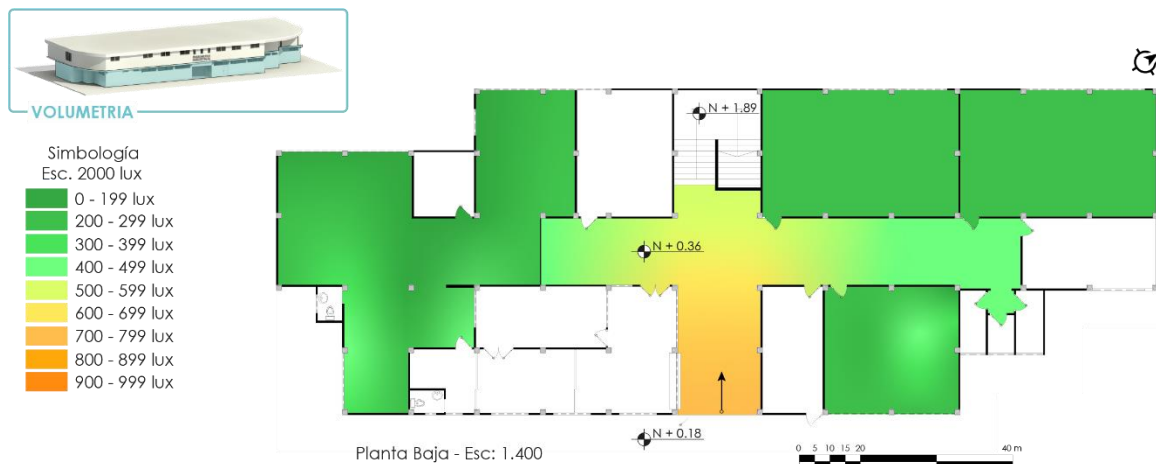 VOLUMETRIA
Simbología
Esc. 2000 lux
0 - 199 lux
200 - 299 lux
300 - 399 lux
400 - 499 lux
500 - 599 lux
600 - 699 lux
700 - 799 lux
800 - 899 lux
900 - 999 lux
N + 1.89
N + 0.36
N + 0.18
Planta Baja - Esc: 1.400
0 5 10 15 20 40 m